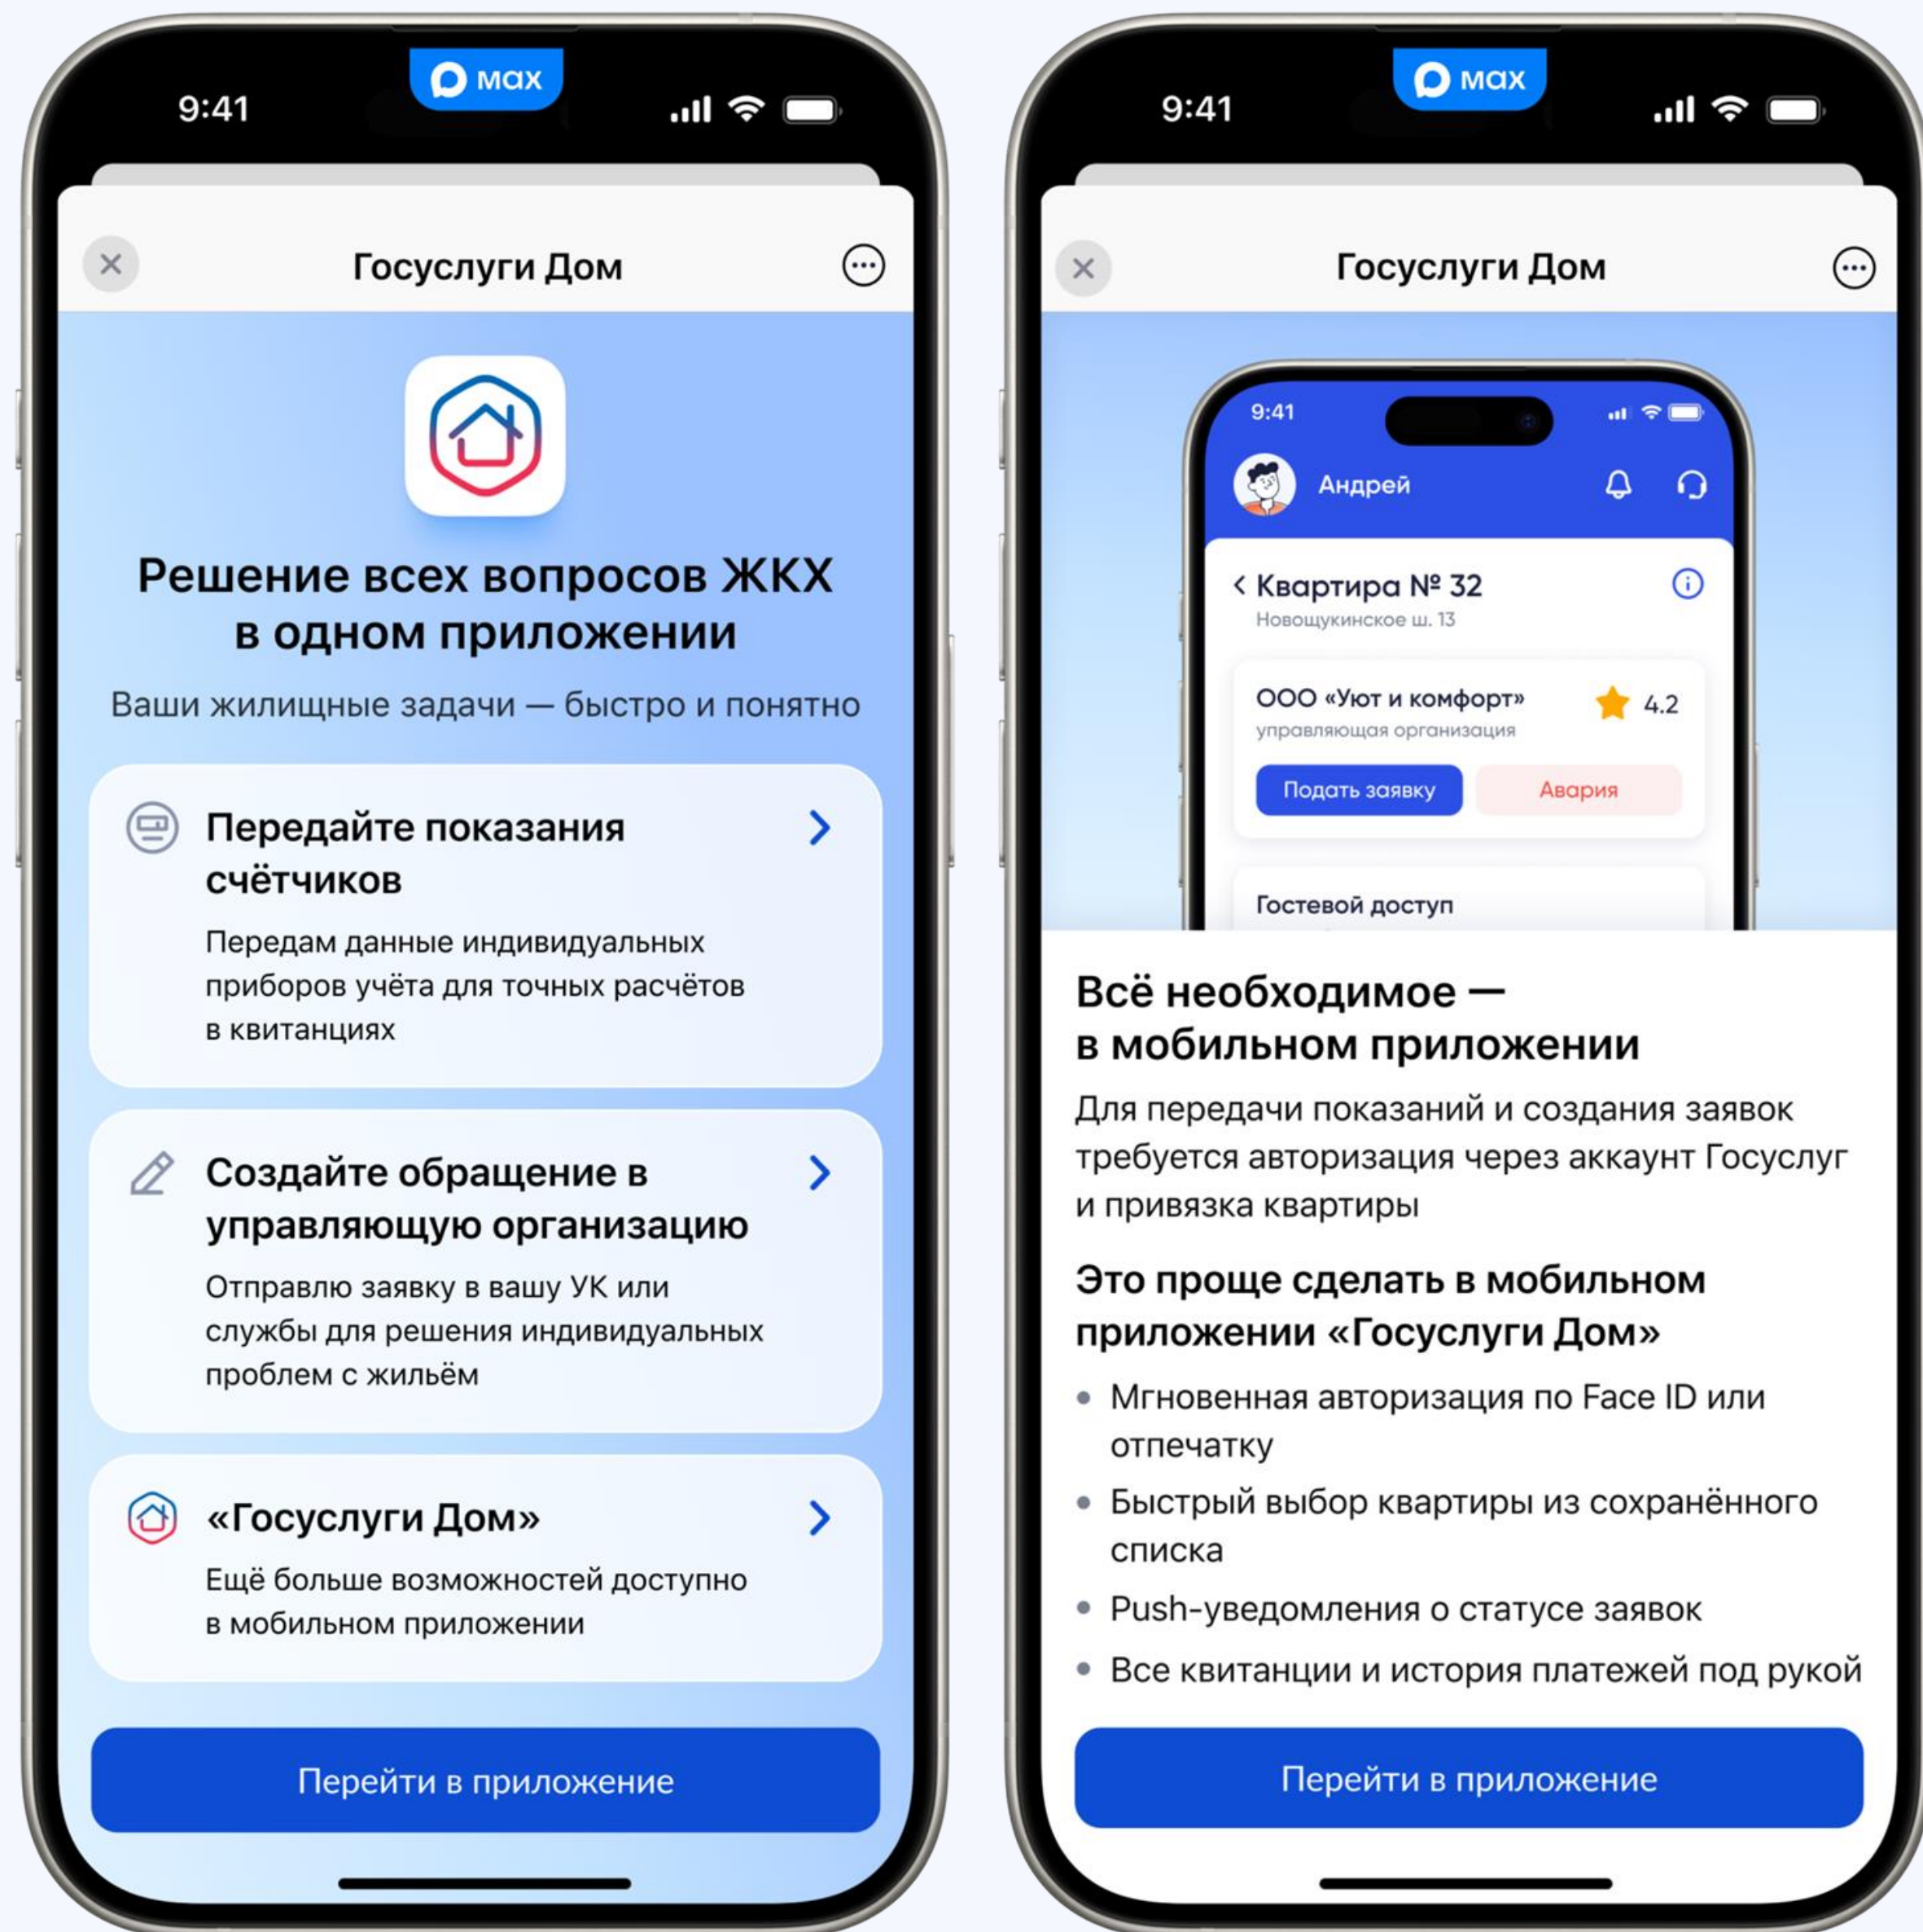 9:41
max
Госуслуги Дом
Решение всех вопросов ЖКХ
в одном приложении
Ваши жилищные задачи — быстро и понятно
Передайте показания
счётчиков
Передам данные индивидуальных
приборов учёта для точных расчётов
в квитанциях
Создайте обращение в
управляющую организацию
Отправлю заявку в вашу УК или
службы для решения индивидуальных
проблем с жильём
«Госуслуги Дом»
Ещё больше возможностей доступно
в мобильном приложении
Перейти в приложение
9:41
max
Госуслуги Дом
9:41
Андрей
Квартира № 32
Новощукинское ш. 13
ООО «Уют и комфорт»
4.2
управляющая организация
Подать заявку
Авария
Гостевой доступ
Всё необходимое —
в мобильном приложении
Для передачи показаний и создания заявок
требуется авторизация через аккаунт Госуслуг
и привязка квартиры
Это проще сделать в мобильном
приложении «Госуслуги Дом»
• Мгновенная авторизация по Face ID или
отпечатку
• Быстрый выбор квартиры из сохранённого
списка
• Push-уведомления о статусе заявок
• Все квитанции и история платежей под рукой
Перейти в приложение